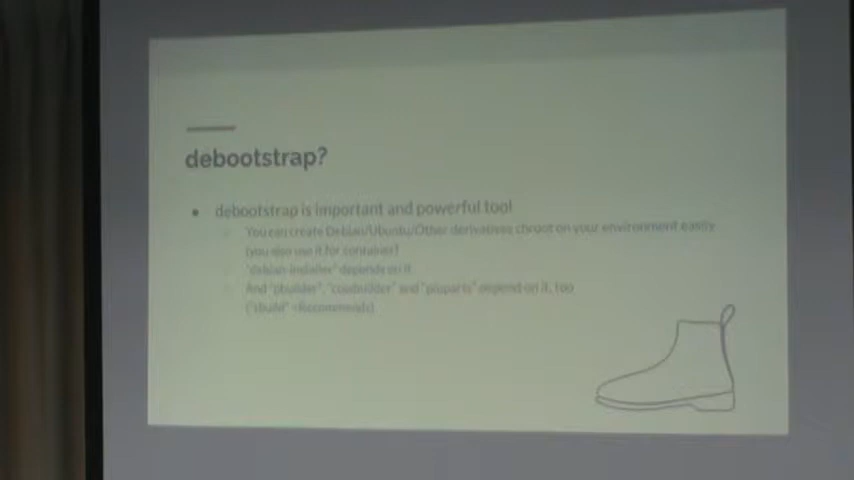 debootstrap?
• debootstrap is important and powerful tool
You can create Debian/Ubuntu/Other derivatives chroot on your environment easily
(you also use it for container)
"debian-installer" depends on it
And "pbuilder", "cowbuilder" and "piuparts" depend on it, too
("sbuild" =Recommends)